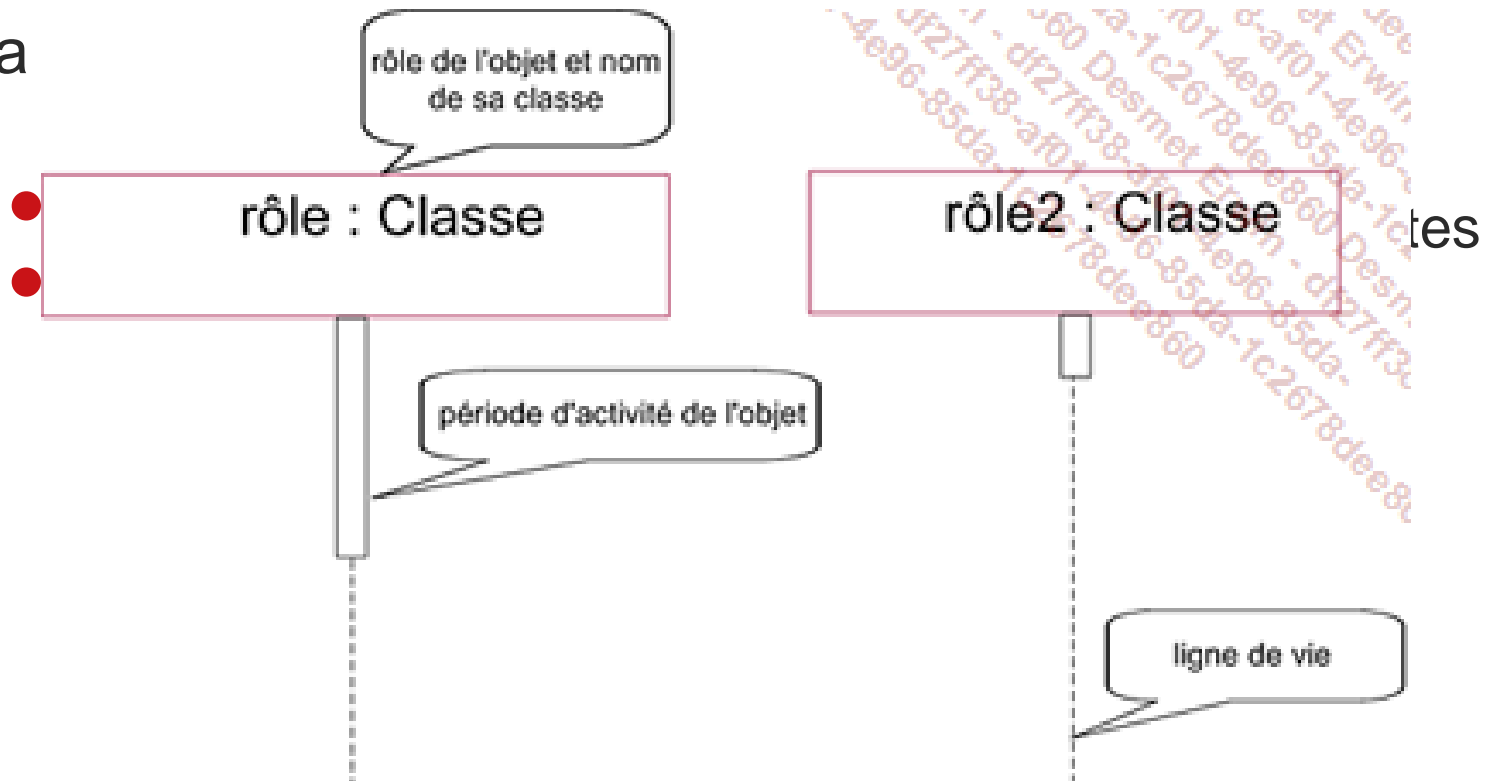 a
rôle de l'objet et nom
de sa classe
rôle : Classe
rôle2 : Classe
tes
période d'activité de l'objet
ligne de vie